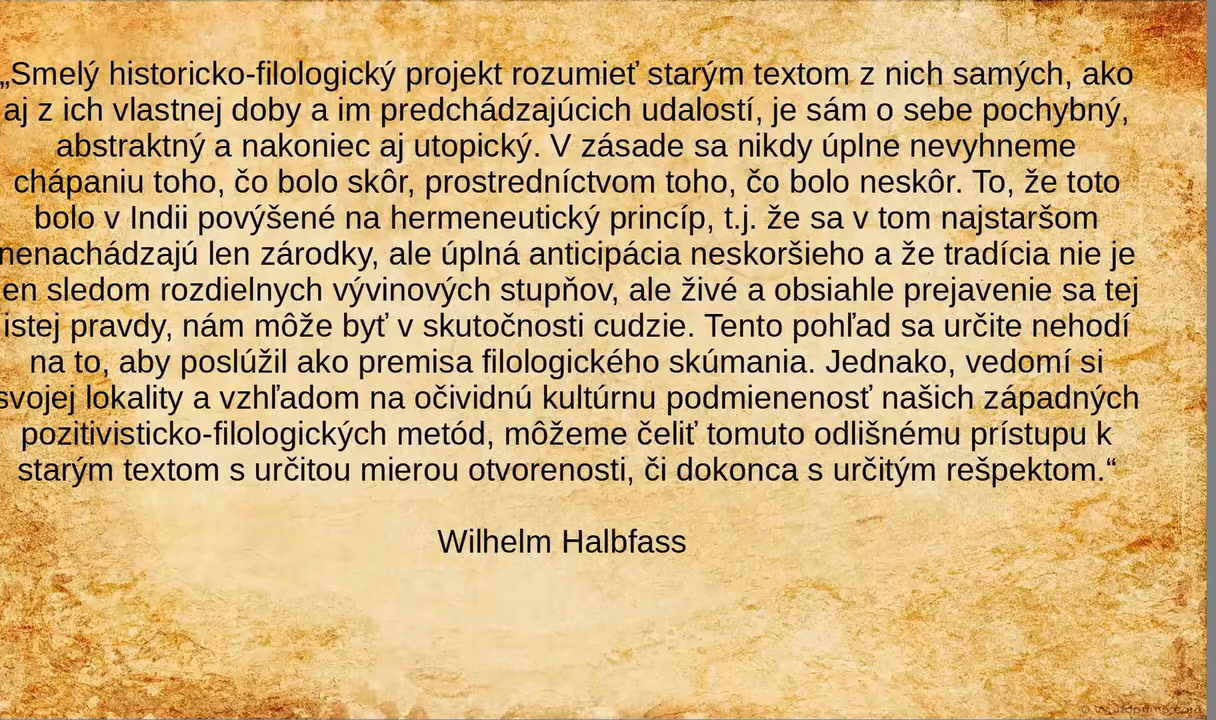 „Smelý historicko-filologický projekt rozumieť starým textom z nich samých, ako
aj z ich vlastnej doby a im predchádzajúcich udalostí, je sám o sebe pochybný,
abstraktný a nakoniec aj utopický. V zásade sa nikdy úplne nevyhneme
chápaniu toho, čo bolo skôr, prostredníctvom toho, čo bolo neskôr. To, že toto
bolo v Indii povýšené na hermeneutický princíp, t.j. že sa v tom najstaršom
nenachádzajú len zárodky, ale úplná anticipácia neskoršieho a že tradícia nie je
en sledom rozdielnych vývinových stupňov, ale živé a obsiahle prejavenie sa tej
istej pravdy, nám môže byť v skutočnosti cudzie. Tento pohľad sa určite nehodí
na to, aby poslúžil ako premisa filologického skúmania. Jednako, vedomí si
svojej lokality a vzhľadom na očividnú kultúrnu podmienenosť našich západných
pozitivisticko-filologických metód, môžeme čeliť tomuto odlišnému prístupu k
starým textom s určitou mierou otvorenosti, či dokonca s určitým rešpektom.“
Wilhelm Halbfass